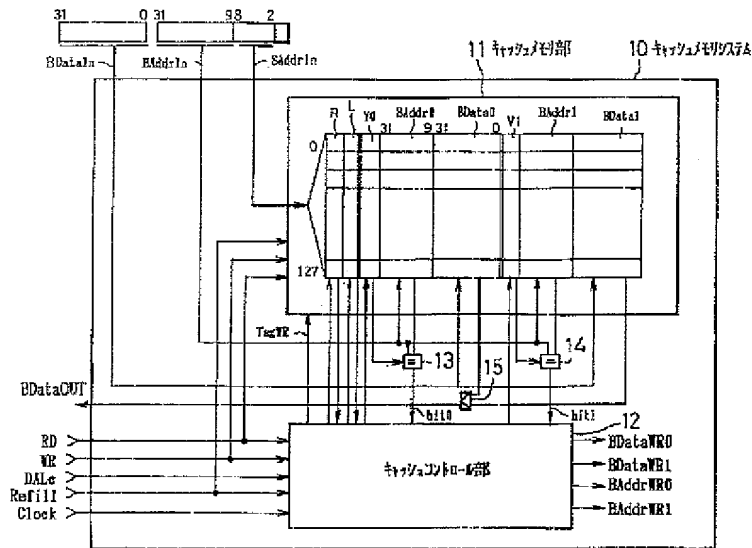 31 0 31 9 8 2
BDataIn BAddrIn SAddrIn
11 キャッシュメモリ部
10 キャッシュメモリシステム
R L V0 31 BAddr0 9 31 BData0 0 V1 BAddr1 BData1
0
127
TagWR
13
14
15
BDataOUT
hit0
hit1
12
RD
WR
DALe
Refill
Clock
キャッシュコントロール部
BDataWR0
BDataWR1
BAddrWR0
BAddrWR1